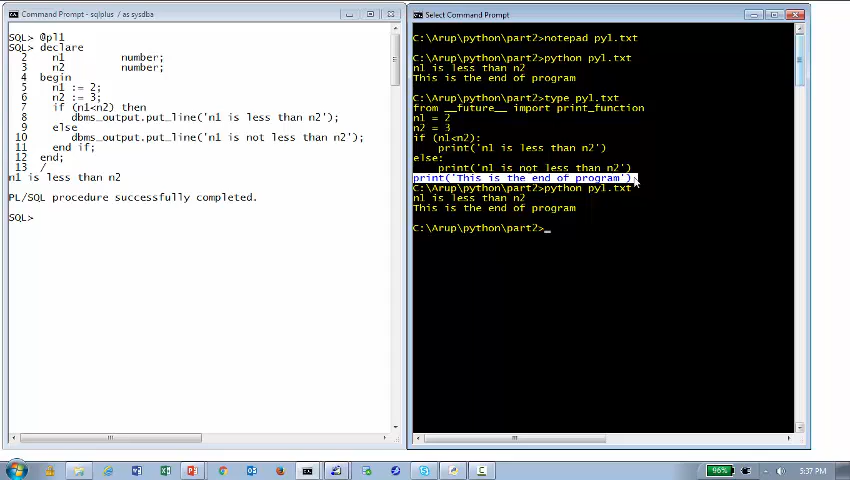 Command Prompt - sqlplus / as sysdba
SQL> @pl1
SQL> declare
2 n1 number;
3 n2 number;
4 begin
5 n1 := 2;
6 n2 := 3;
7 if (n1<n2) then
8 dbms_output.put_line('n1 is less than n2');
9 else
10 dbms_output.put_line('n1 is not less than n2');
11 end if;
12 end;
13 /
n1 is less than n2
PL/SQL procedure successfully completed.
SQL>
Select Command Prompt
C:\Arup\python\part2>notepad py1.txt
C:\Arup\python\part2>python py1.txt
n1 is less than n2
This is the end of program
C:\Arup\python\part2>type py1.txt
from __future__ import print_function
n1 = 2
n2 = 3
if (n1<n2):
print('n1 is less than n2')
else:
print('n1 is not less than n2')
print('This is the end of program')
C:\Arup\python\part2>python py1.txt
n1 is less than n2
This is the end of program
C:\Arup\python\part2>_
96%
5:37 PM